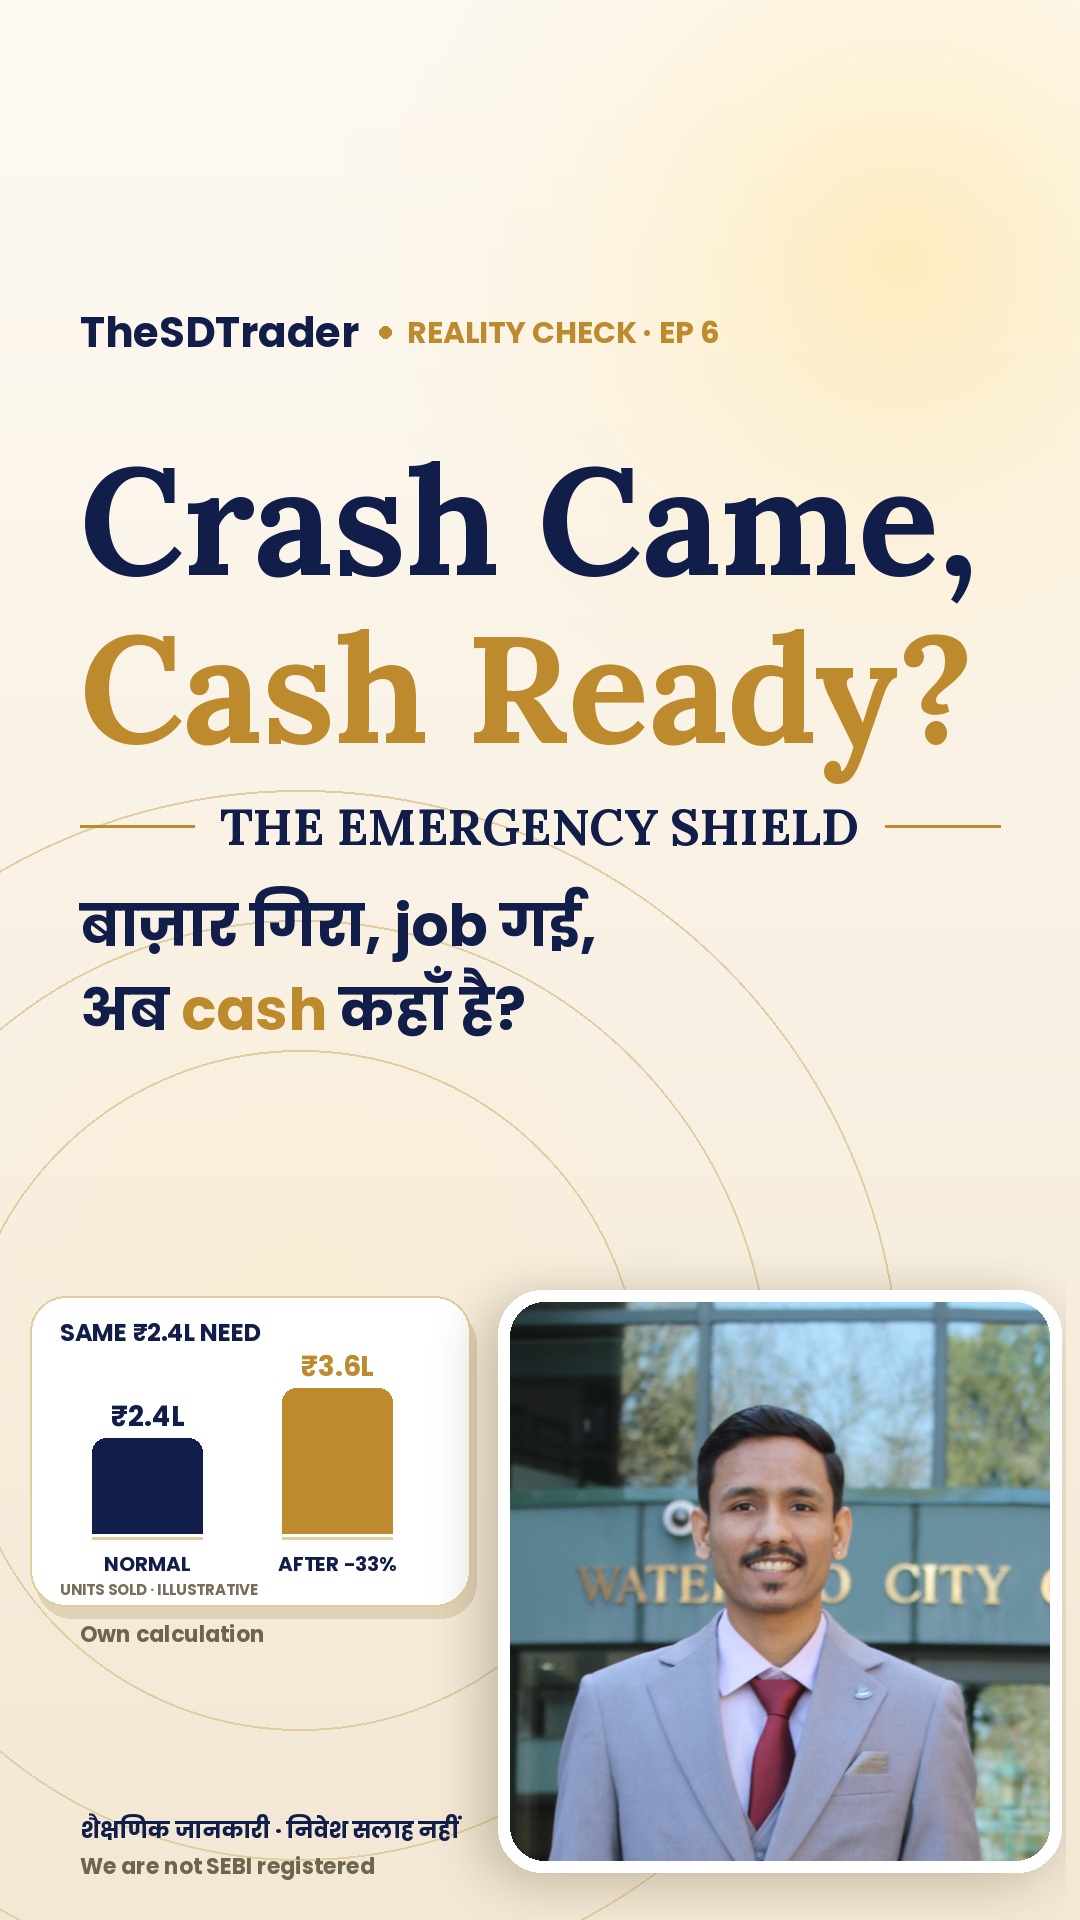 TheSDTrader • REALITY CHECK · EP 6
Crash Came,
Cash Ready?
THE EMERGENCY SHIELD
बाज़ार गिरा, job गई,
अब cash कहाँ है?
SAME ₹2.4L NEED
₹3.6L
₹2.4L
NORMAL
AFTER -33%
UNITS SOLD · ILLUSTRATIVE
Own calculation
CITY
शैक्षणिक जानकारी · निवेश सलाह नहीं
We are not SEBI registered